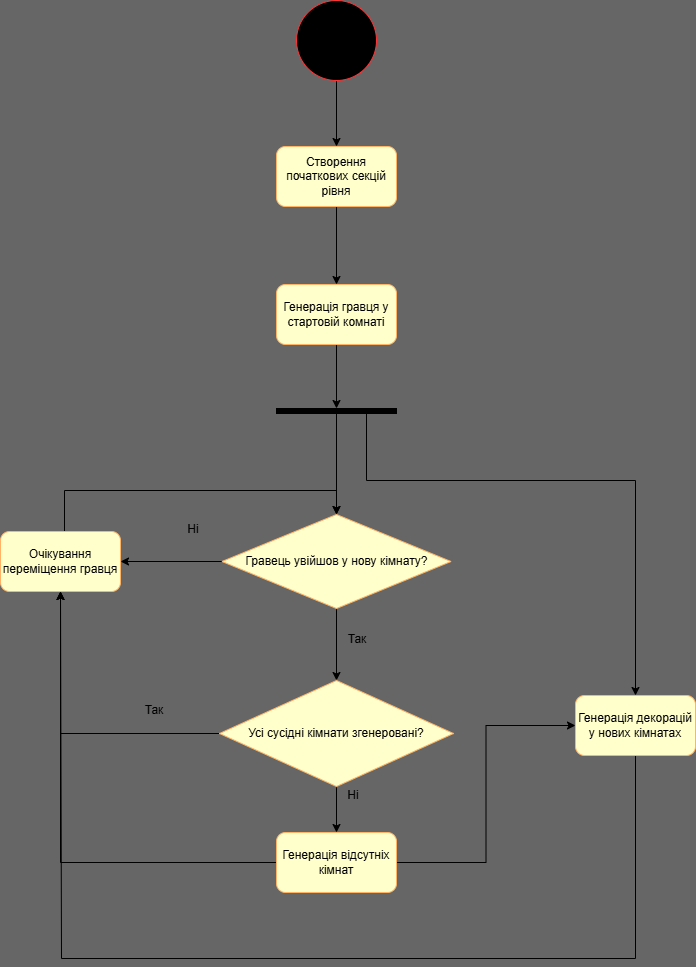 Створення
початкових секцій
рівня
Генерація гравця у
стартовій комнаті
Ні
Очікування
переміщення гравця
Гравець увійшов у нову кімнату?
Так
Так
Усі сусідні кімнати згенеровані?
Генерація декорацій
у нових кімнатах
Ні
Генерація відсутніх
кімнат